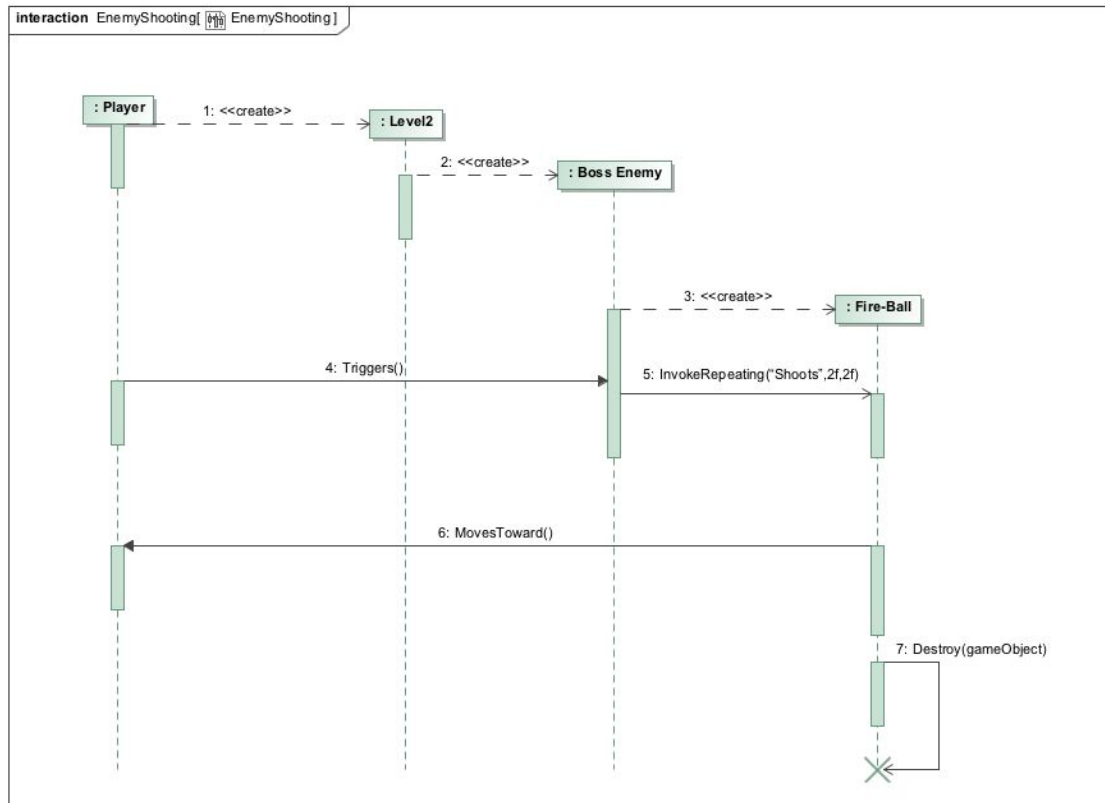 interaction EnemyShooting[ EnemyShooting ]
: Player
1: <<create>>
: Level2
2: <<create>>
: Boss Enemy
3: <<create>>
: Fire-Ball
4: Triggers()
5: InvokeRepeating("Shoots",2f,2f)
6: MovesToward()
7: Destroy(gameObject)